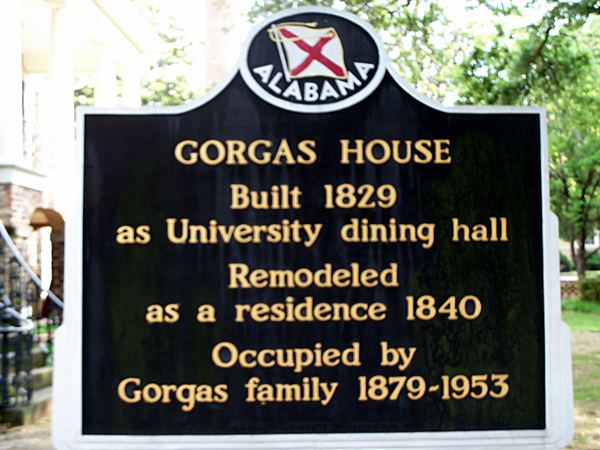 ALABAMA
GORGAS HOUSE
Built 1829
as University dining hall
Remodeled
as a residence 1840
Occupied by
Gorgas family 1879-1953